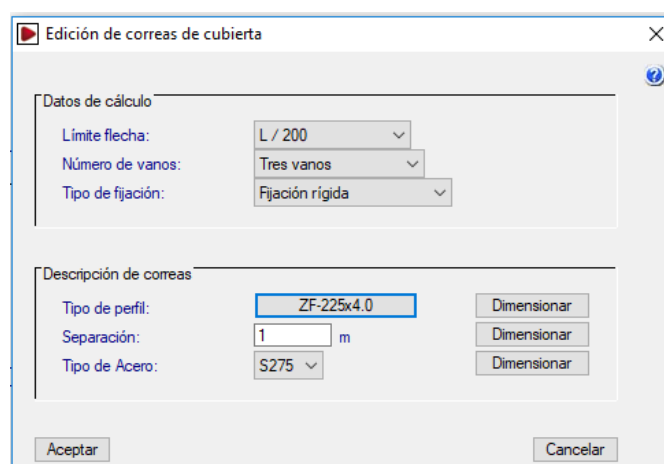 Edición de correas de cubierta
Datos de cálculo
Límite flecha: L / 200
Número de vanos: Tres vanos
Tipo de fijación: Fijación rígida
Descripción de correas
Tipo de perfil: ZF-225x4.0 Dimensionar
Separación: 1 m Dimensionar
Tipo de Acero: S275 Dimensionar
Aceptar Cancelar